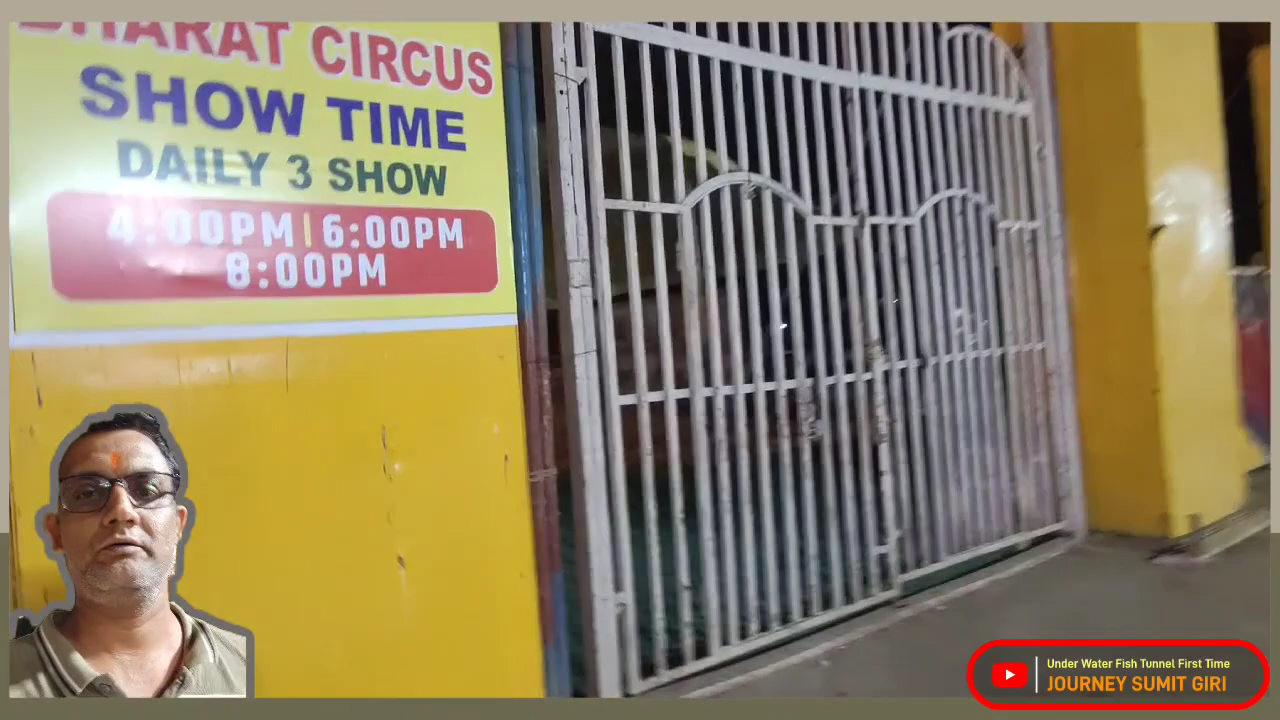 BHARAT CIRCUS
SHOW TIME
DAILY 3 SHOW
4:00PM | 6:00PM
8:00PM
Under Water Fish Tunnel First Time
JOURNEY SUMIT GIRI